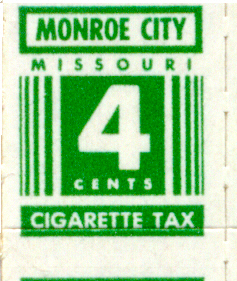 MONROE CITY
MISSOURI
4
CENTS
CIGARETTE TAX